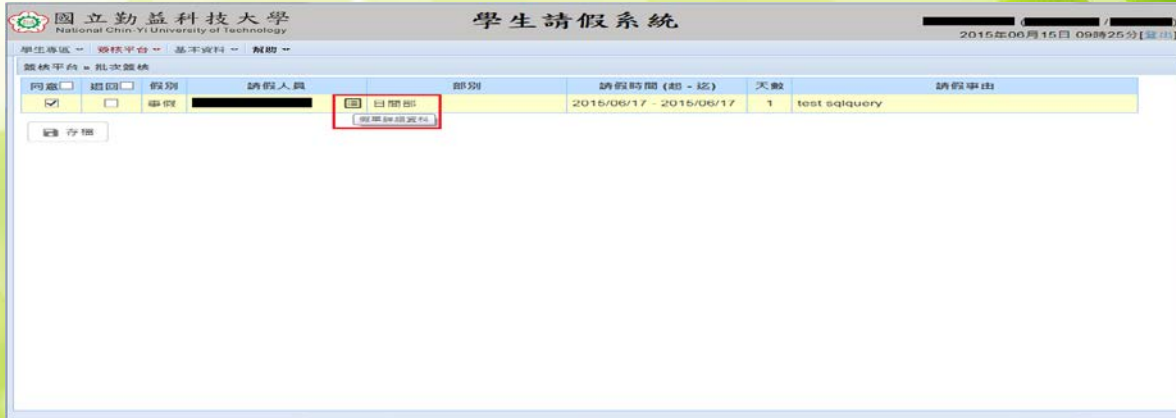 國立勤益科技大學
National Chin-Yi University of Technology
學生請假系統
2015年06月15日 09時25分[登出]
學生專區 簽核平台 基本資料 幫助
簽核平台 » 批次簽核
同意 退回 假別 請假人員 部別 請假時間 (起 - 迄) 天數 請假事由
事假 日間部 2015/06/17 - 2015/06/17 1 test sqlquery
假單詳細資料
存檔